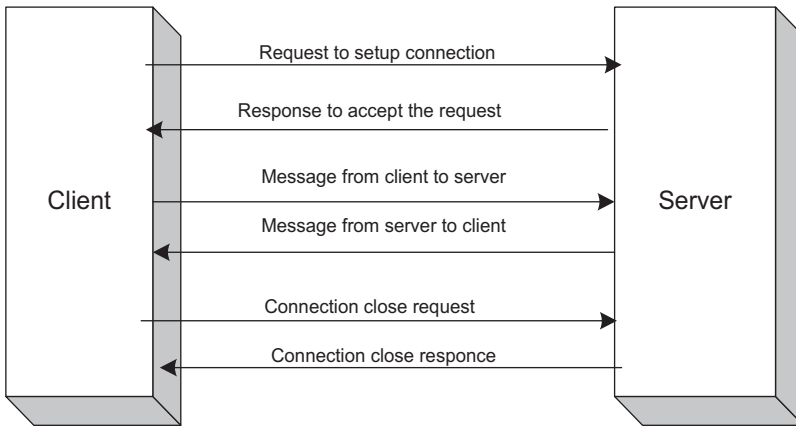 Request to setup connection
Response to accept the request
Client
Message from client to server
Server
Message from server to client
Connection close request
Connection close responce